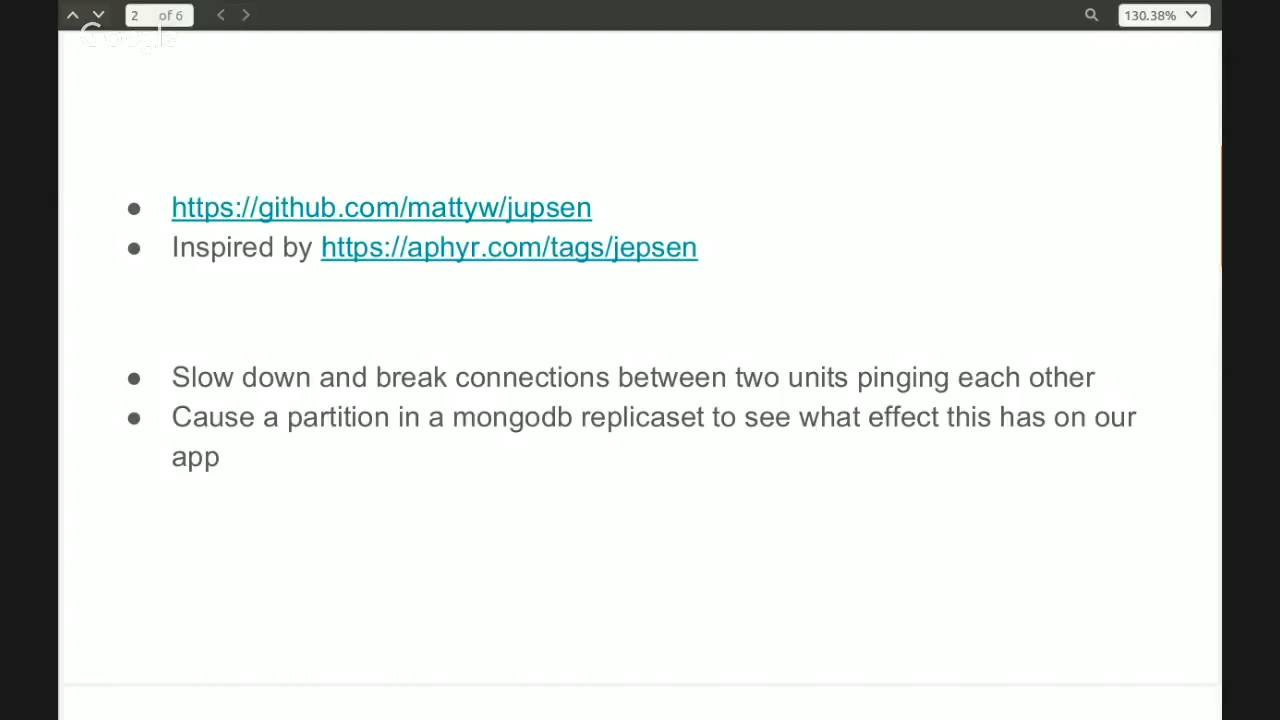 2 of 6
130.38%
Google
https://github.com/mattyw/jupsen
Inspired by https://aphyr.com/tags/jepsen
Slow down and break connections between two units pinging each other
Cause a partition in a mongodb replicaset to see what effect this has on our
app